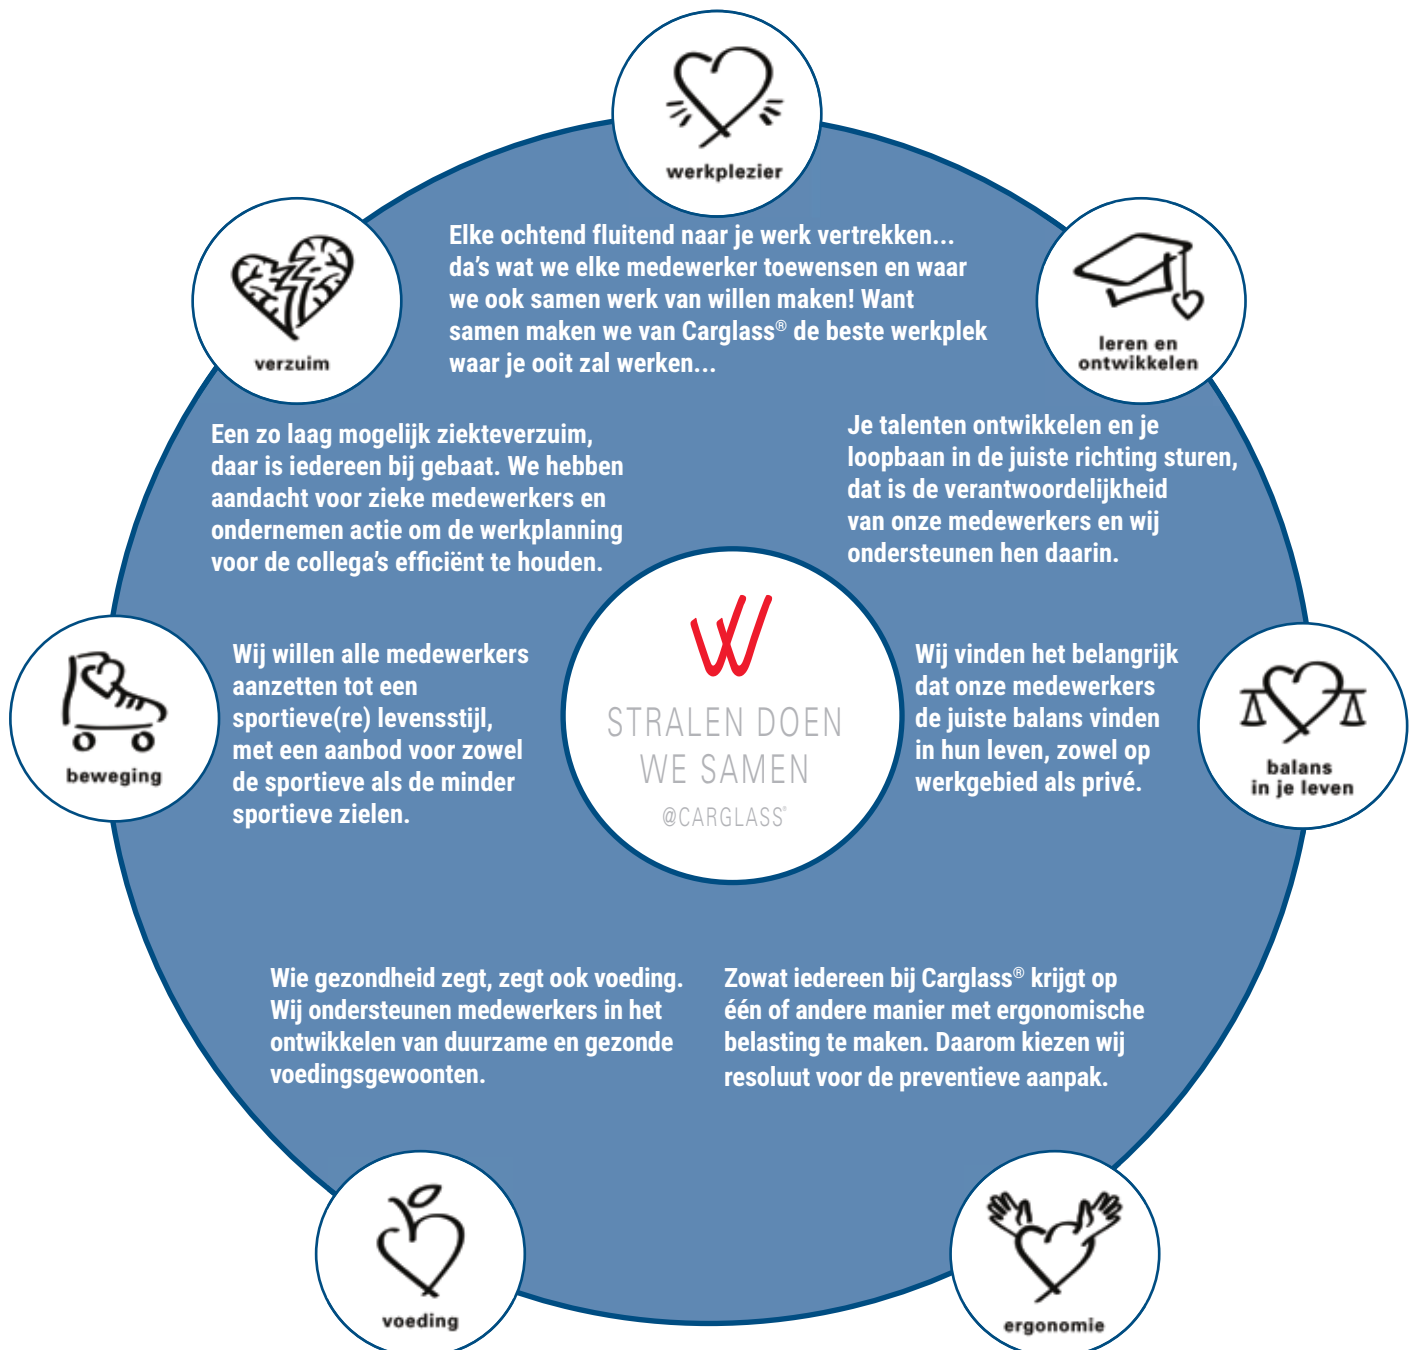 werkplezier
Elke ochtend fluitend naar je werk vertrekken...
da's wat we elke medewerker toewensen en waar
we ook samen werk van willen maken! Want
samen maken we van Carglass® de beste werkplek
waar je ooit zal werken...
verzuim
Een zo laag mogelijk ziekteverzuim,
daar is iedereen bij gebaat. We hebben
aandacht voor zieke medewerkers en
ondernemen actie om de werkplanning
voor de collega's efficiënt te houden.
leren en
ontwikkelen
Je talenten ontwikkelen en je
loopbaan in de juiste richting sturen,
dat is de verantwoordelijkheid
van onze medewerkers en wij
ondersteunen hen daarin.
beweging
Wij willen alle medewerkers
aanzetten tot een
sportieve(re) levensstijl,
met een aanbod voor zowel
de sportieve als de minder
sportieve zielen.
STRALEN DOEN
WE SAMEN
@CARGLASS®
Wij vinden het belangrijk
dat onze medewerkers
de juiste balans vinden
in hun leven, zowel op
werkgebied als privé.
balans
in je leven
Wie gezondheid zegt, zegt ook voeding.
Wij ondersteunen medewerkers in het
ontwikkelen van duurzame en gezonde
voedingsgewoonten.
voeding
Zowat iedereen bij Carglass® krijgt op
één of andere manier met ergonomische
belasting te maken. Daarom kiezen wij
resoluut voor de preventieve aanpak.
ergonomie